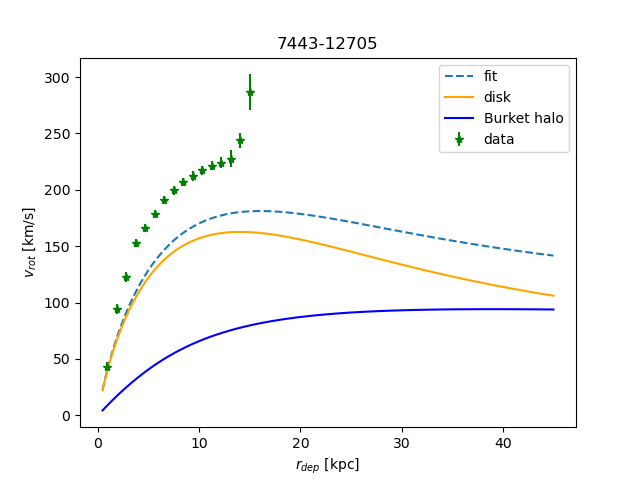 7443-12705
fit
disk
Burket halo
data
v_rot [km/s]
300
250
200
150
100
50
0
0 10 20 30 40
r_dep [kpc]